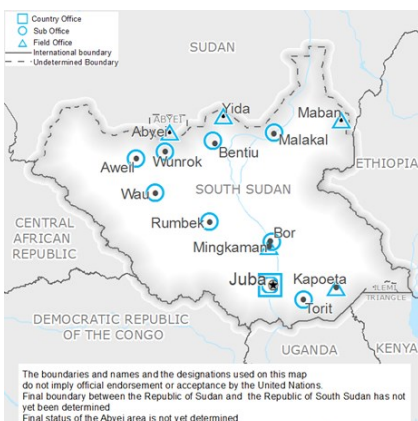 Country Office
Sub Office
Field Office
International boundary
Undetermined Boundary
SUDAN
Yida
Maban
ABYEI
Abyei
Malakal
Bentiu
Wunrok
Aweil
ETHIOPIA
SOUTH SUDAN
Wau
Rumbek
CENTRAL
AFRICAN
REPUBLIC
Bor
Mingkaman
Juba
Kapoeta
ILEMI
TRIANGLE
Torit
DEMOCRATIC REPUBLIC
OF THE CONGO
UGANDA
KENYA
The boundaries and names and the designations used on this map
do not imply official endorsement or acceptance by the United Nations.
Final boundary between the Republic of Sudan and the Republic of South Sudan has not
yet been determined
Final status of the Abyei area is not yet determined